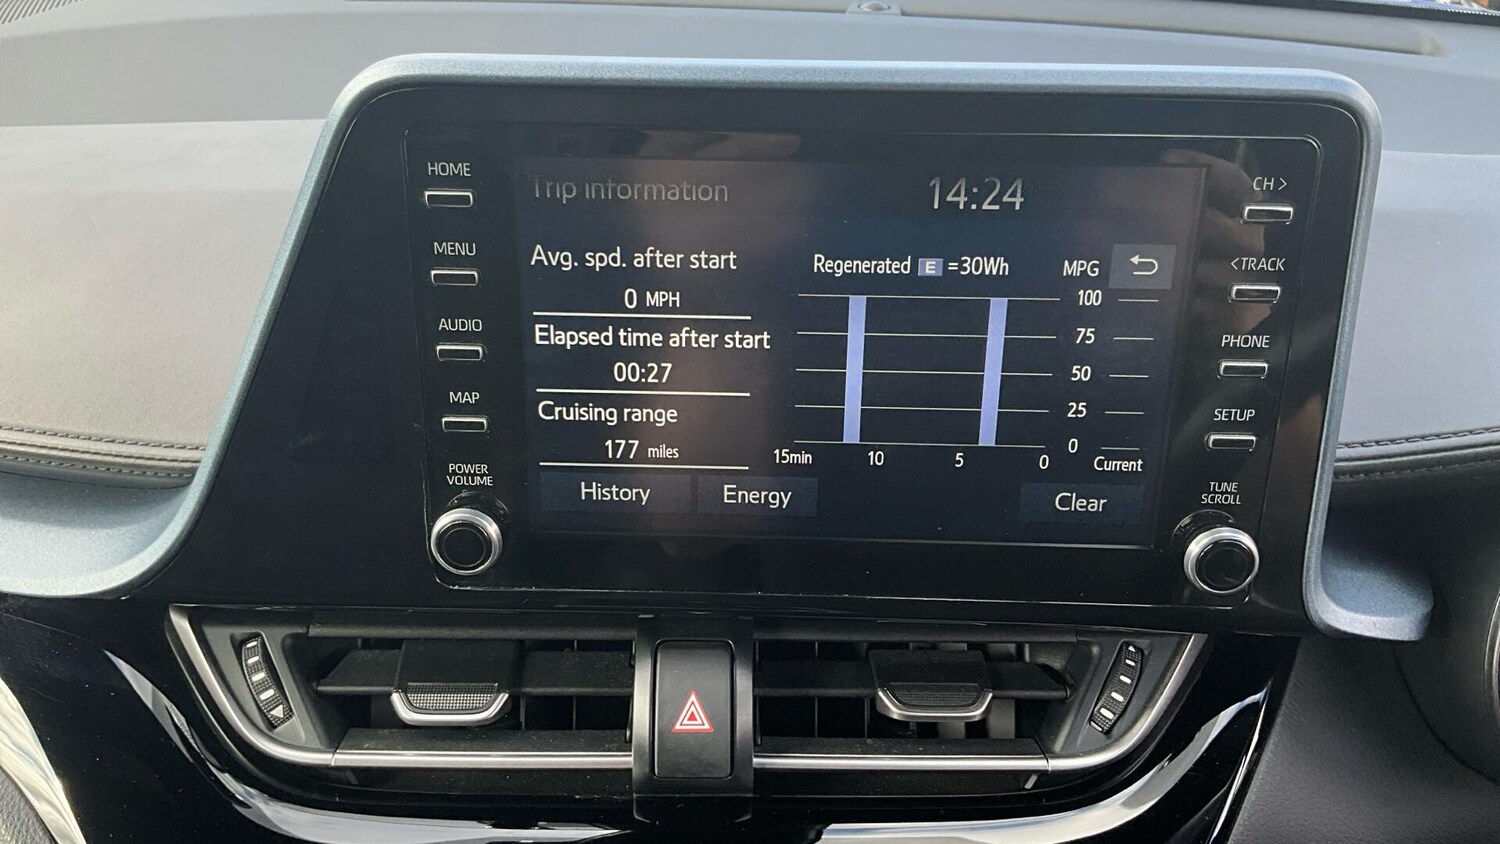 HOME
MENU
AUDIO
MAP
POWER
VOLUME
Trip information
14:24
Avg. spd. after start
0 MPH
Elapsed time after start
00:27
Cruising range
177 miles
Regenerated E =30Wh
MPG
100
75
50
25
0
15min 10 5 0 Current
History
Energy
Clear
CH >
<TRACK
PHONE
SETUP
TUNE
SCROLL